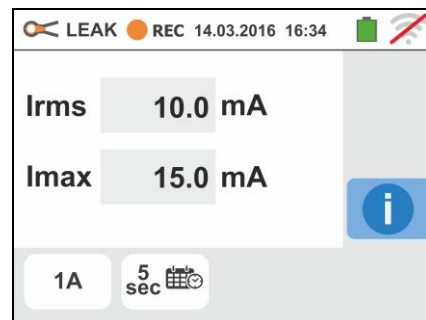 LEAK REC 14.03.2016 16:34
Irms 10.0 mA
Imax 15.0 mA
i
1A 5 sec